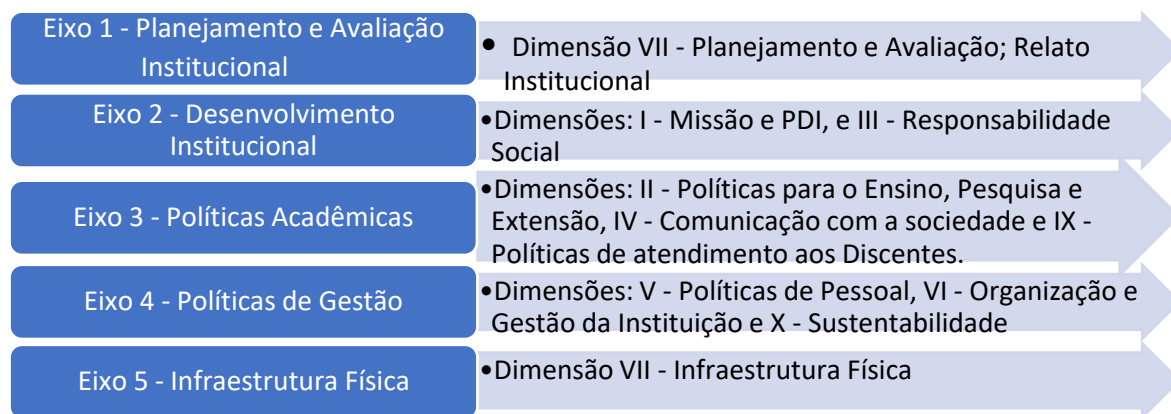 Eixo 1 - Planejamento e Avaliação
Institucional
• Dimensão VII - Planejamento e Avaliação; Relato
Institucional
Eixo 2 - Desenvolvimento
Institucional
•Dimensões: I - Missão e PDI, e III - Responsabilidade
Social
Eixo 3 - Políticas Acadêmicas
•Dimensões: II - Políticas para o Ensino, Pesquisa e
Extensão, IV - Comunicação com a sociedade e IX -
Políticas de atendimento aos Discentes.
Eixo 4 - Políticas de Gestão
•Dimensões: V - Políticas de Pessoal, VI - Organização e
Gestão da Instituição e X - Sustentabilidade
Eixo 5 - Infraestrutura Física
•Dimensão VII - Infraestrutura Física